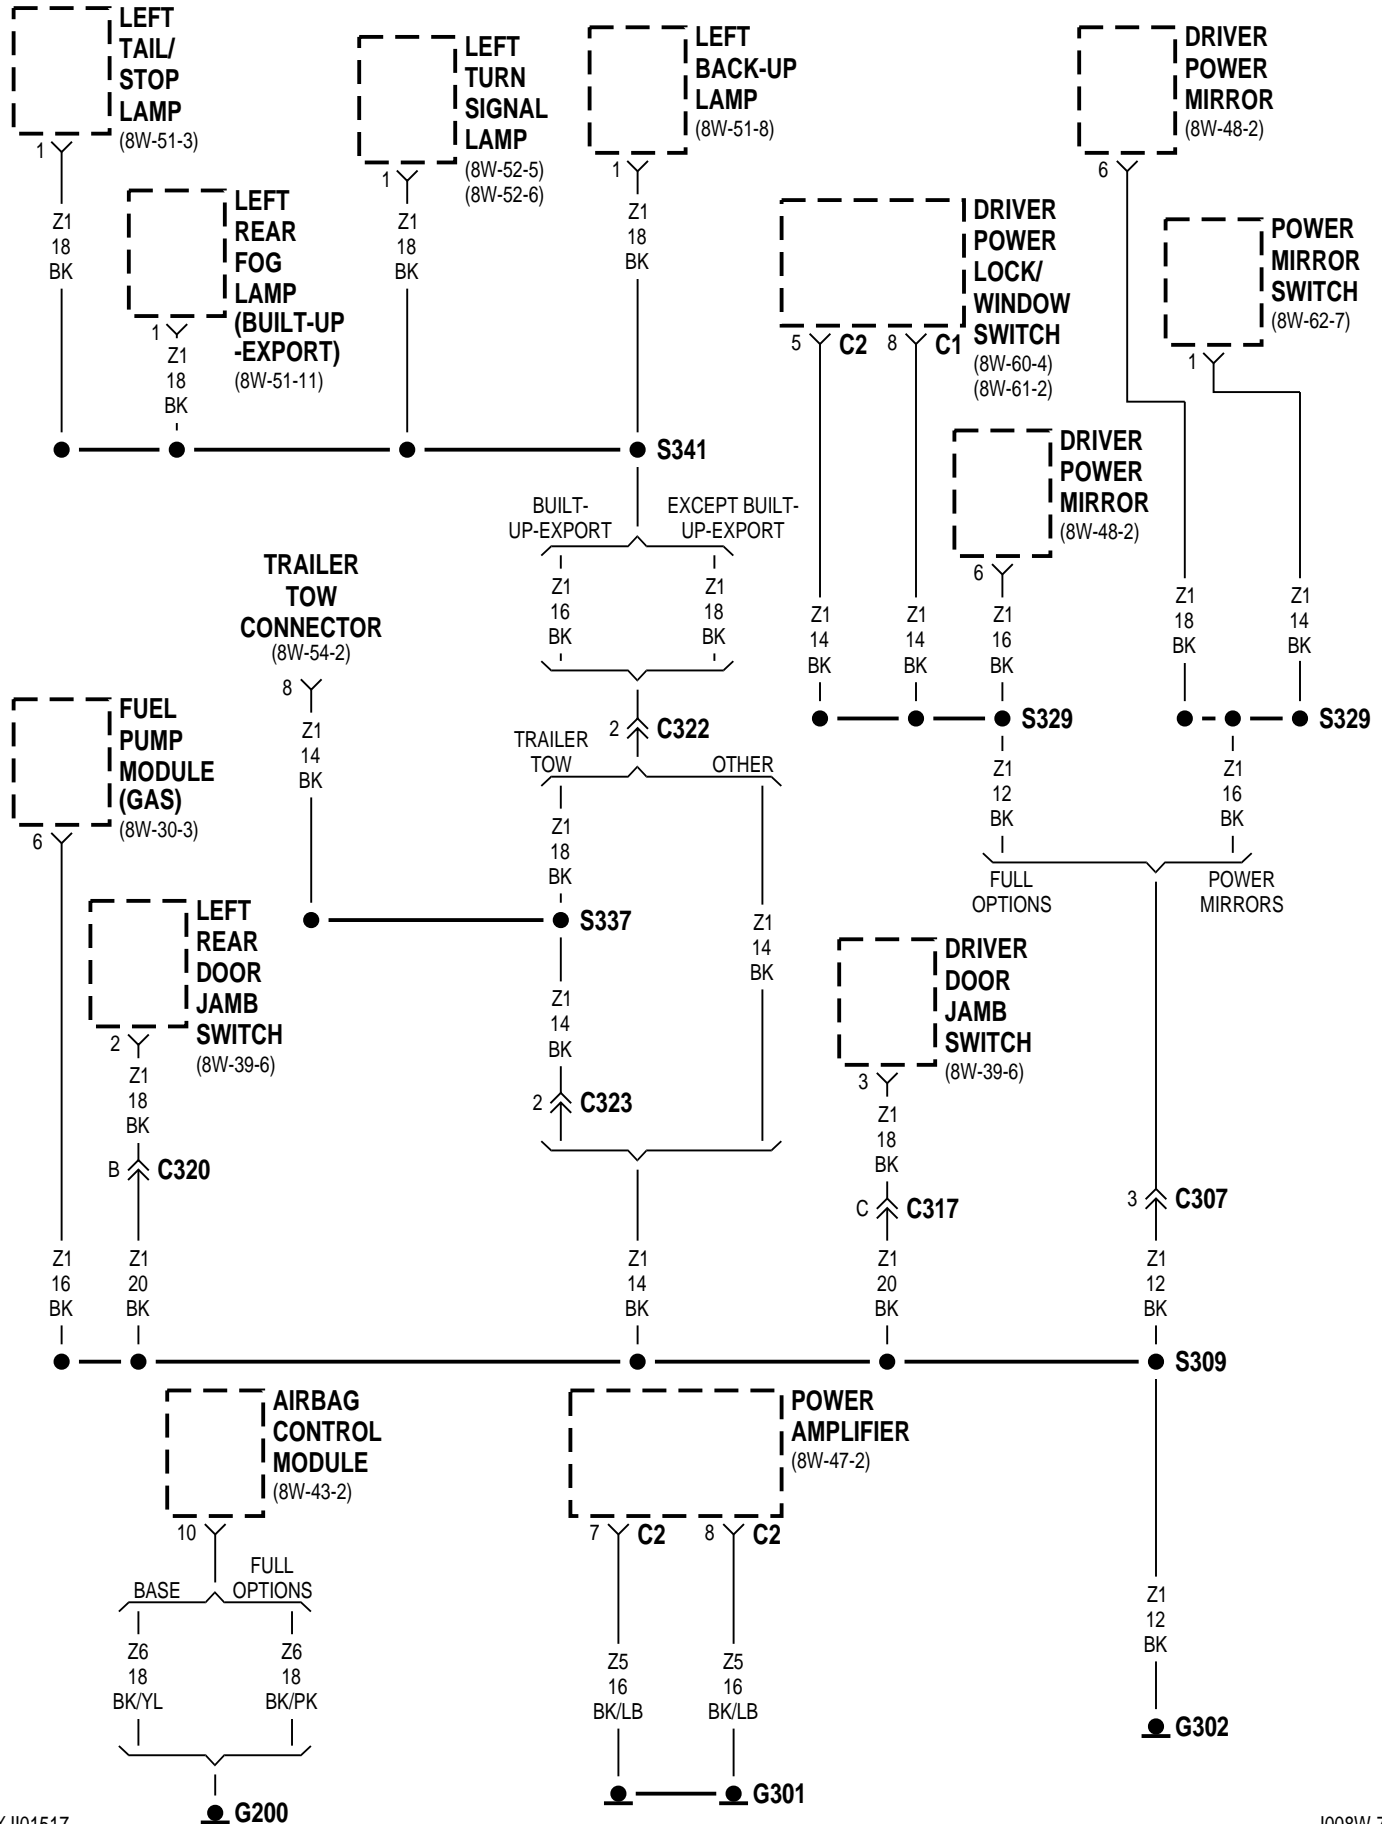 LEFT
TAIL/
STOP
LAMP
(8W-51-3)
1
Z1
18
BK
LEFT
REAR
FOG
LAMP
(BUILT-UP
-EXPORT)
(8W-51-11)
1
Z1
18
BK
LEFT
TURN
SIGNAL
LAMP
(8W-52-5)
(8W-52-6)
1
Z1
18
BK
LEFT
BACK-UP
LAMP
(8W-51-8)
1
Z1
18
BK
S341
DRIVER
POWER
LOCK/
WINDOW
SWITCH
(8W-60-4)
(8W-61-2)
5 C2
8 C1
Z1
14
BK
Z1
14
BK
DRIVER
POWER
MIRROR
(8W-48-2)
6
Z1
18
BK
POWER
MIRROR
SWITCH
(8W-62-7)
1
Z1
14
BK
DRIVER
POWER
MIRROR
(8W-48-2)
6
Z1
16
BK
S329
S329
Z1
12
BK
Z1
16
BK
FULL
OPTIONS
POWER
MIRRORS
BUILT-
UP-EXPORT
EXCEPT BUILT-
UP-EXPORT
Z1
16
BK
Z1
18
BK
2 C322
TRAILER
TOW
OTHER
TRAILER
TOW
CONNECTOR
(8W-54-2)
8
Z1
14
BK
Z1
18
BK
S337
Z1
14
BK
Z1
14
BK
2 C323
FUEL
PUMP
MODULE
(GAS)
(8W-30-3)
6
LEFT
REAR
DOOR
JAMB
SWITCH
(8W-39-6)
2
Z1
18
BK
B C320
DRIVER
DOOR
JAMB
SWITCH
(8W-39-6)
3
Z1
18
BK
C C317
3 C307
Z1
16
BK
Z1
20
BK
Z1
14
BK
Z1
20
BK
Z1
12
BK
S309
AIRBAG
CONTROL
MODULE
(8W-43-2)
10
BASE
FULL
OPTIONS
Z6
18
BK/YL
Z6
18
BK/PK
G200
POWER
AMPLIFIER
(8W-47-2)
7 C2
8 C2
Z5
16
BK/LB
Z5
16
BK/LB
G301
Z1
12
BK
G302